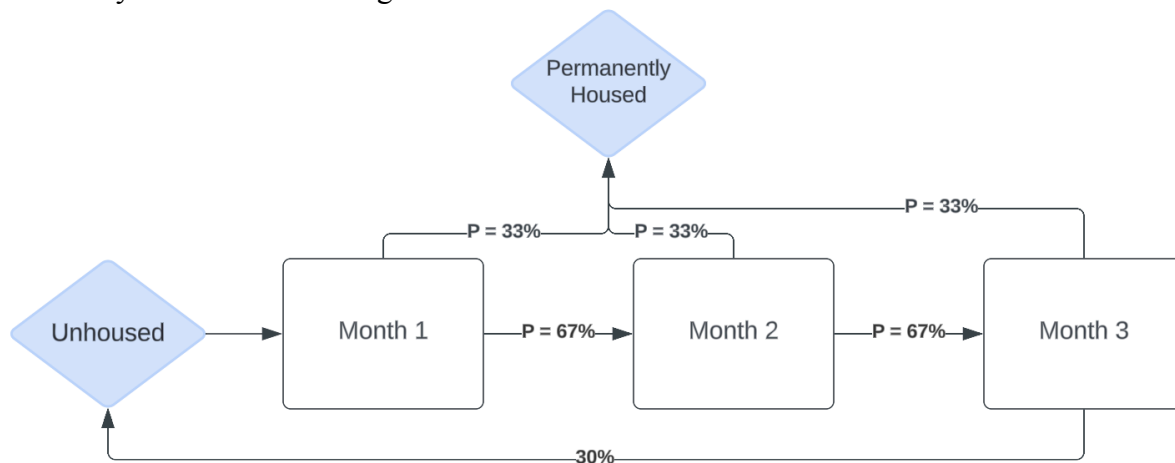 Permanently
Housed
P = 33%
P = 33%
P = 33%
Unhoused
Month 1
P = 67%
Month 2
P = 67%
Month 3
30%